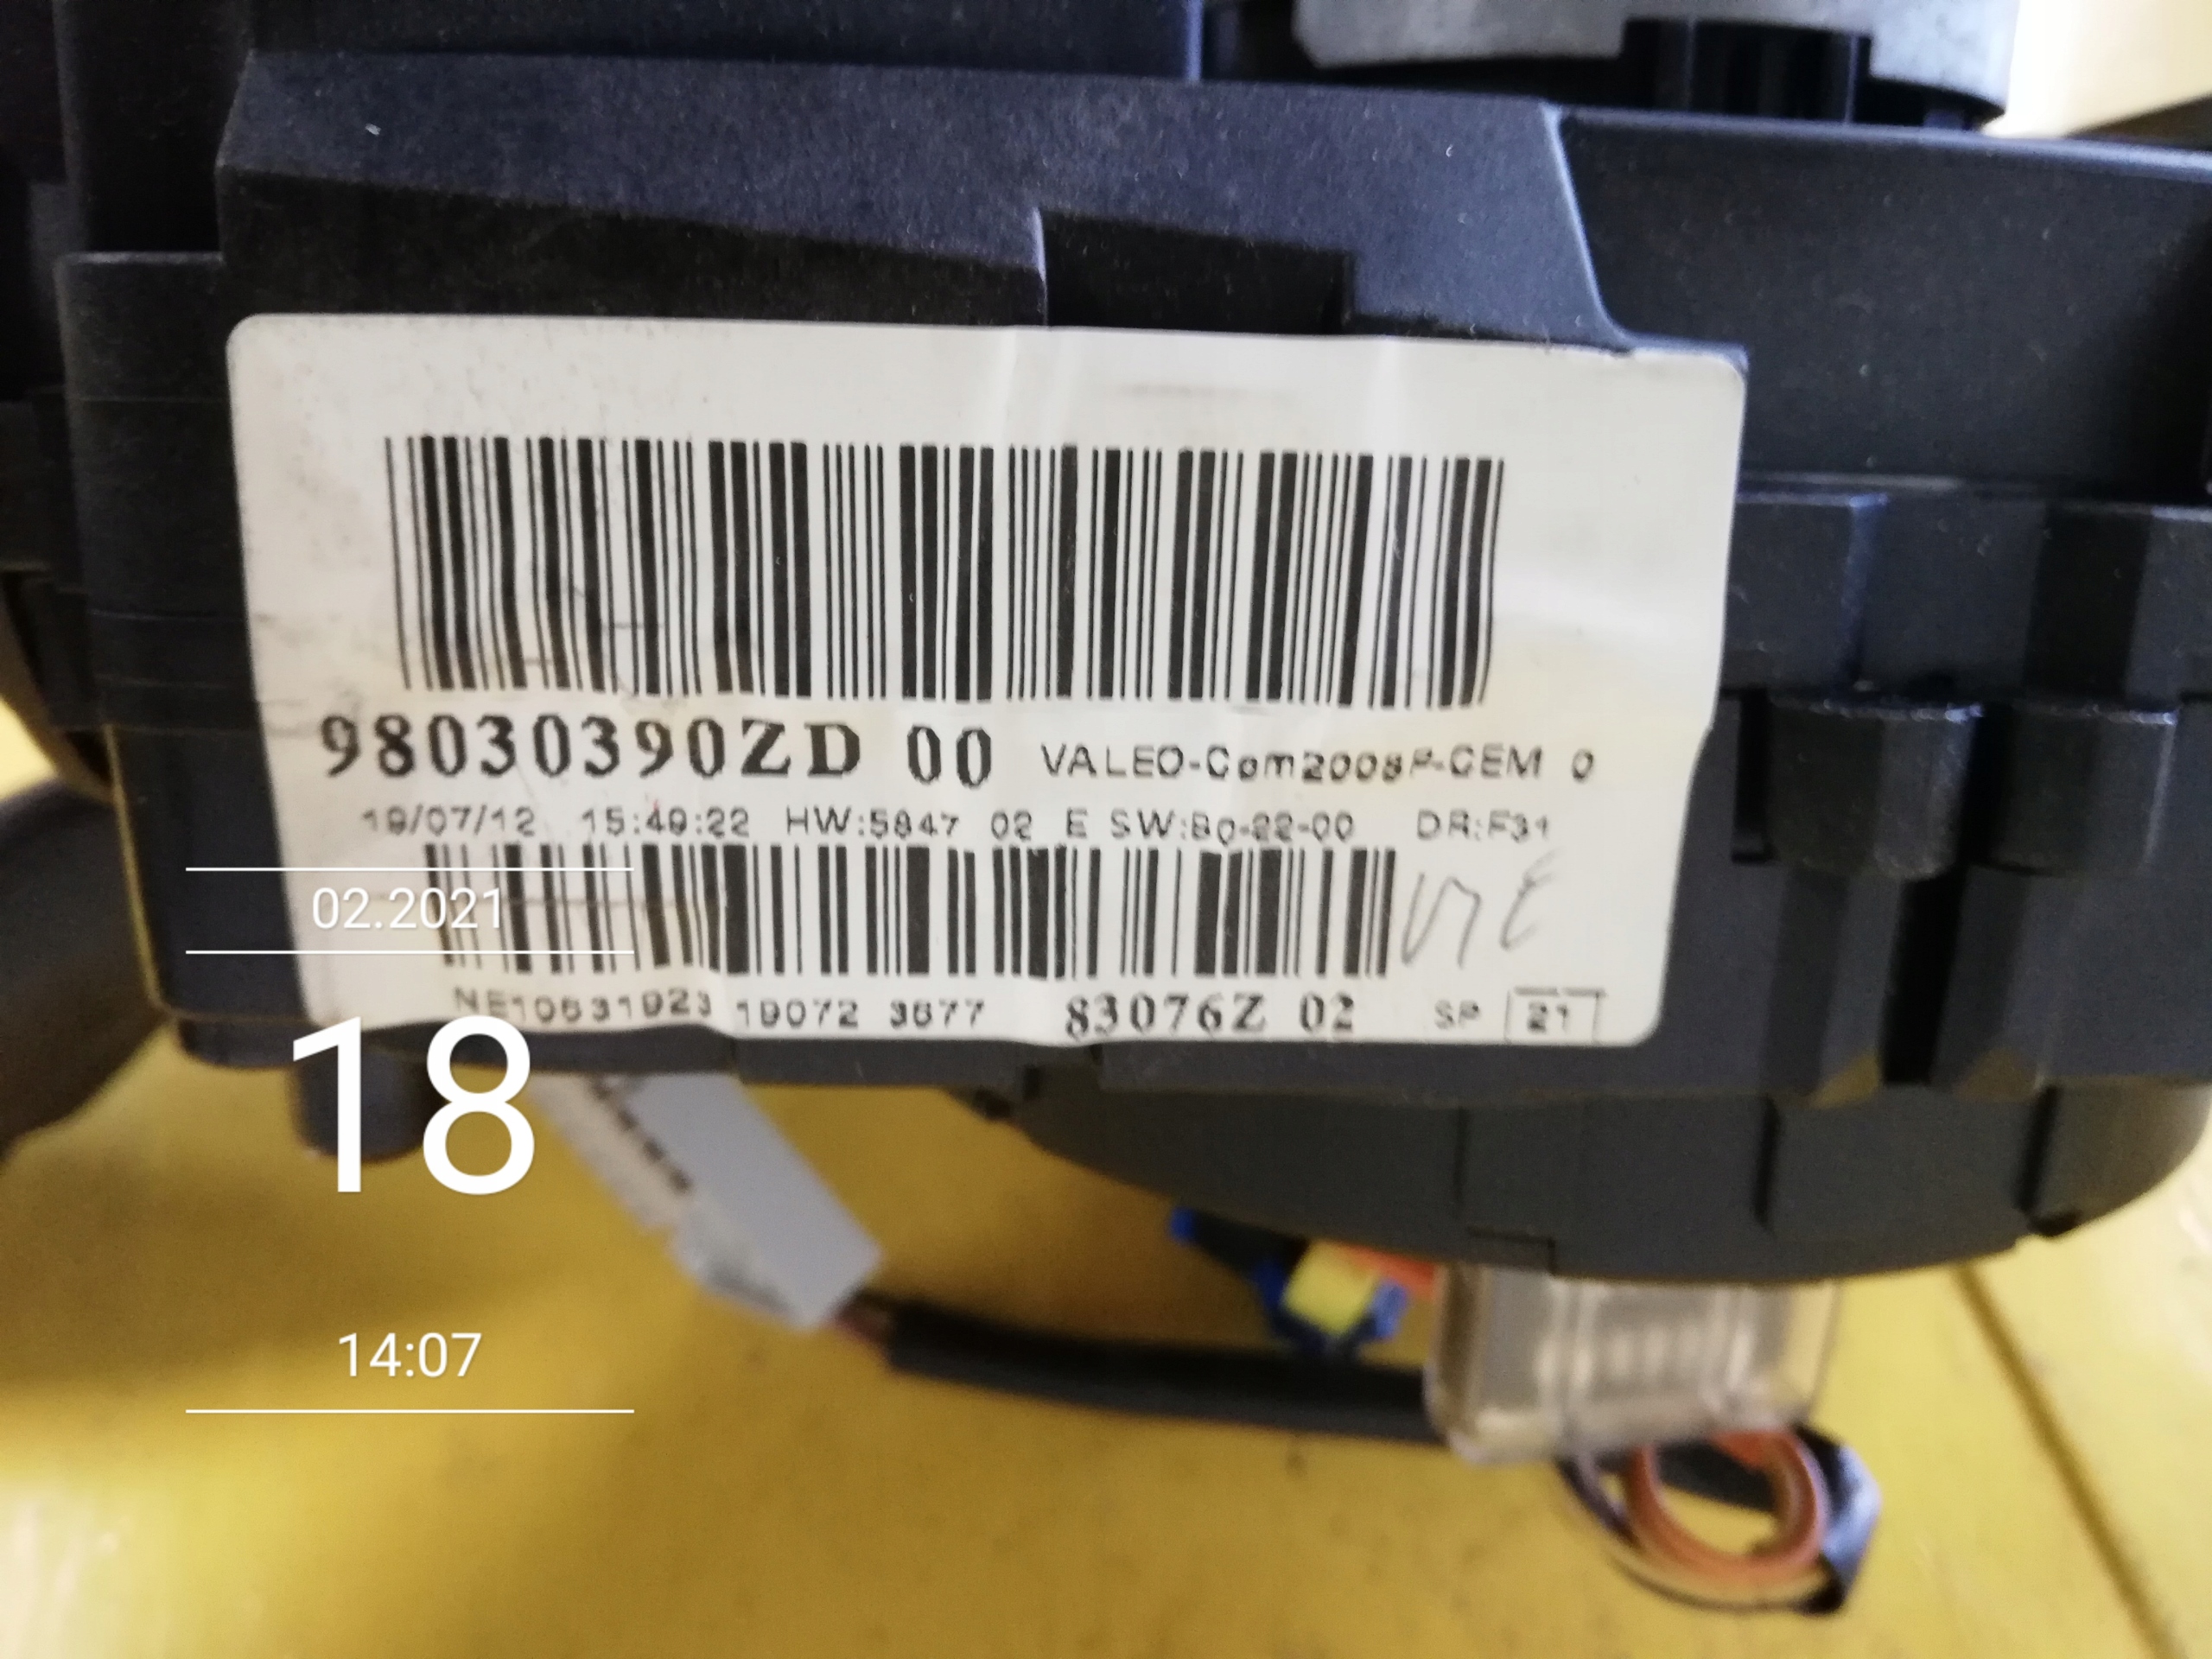 98030390ZD 00 VALEO-Com2008P-CEM 0
19/07/12 15:49:22 HW:5847 02 E SW:80-22-00 DR:F31
NE10631923 19072 3677 83076Z 02 SP 21
02.2021
18
14:07